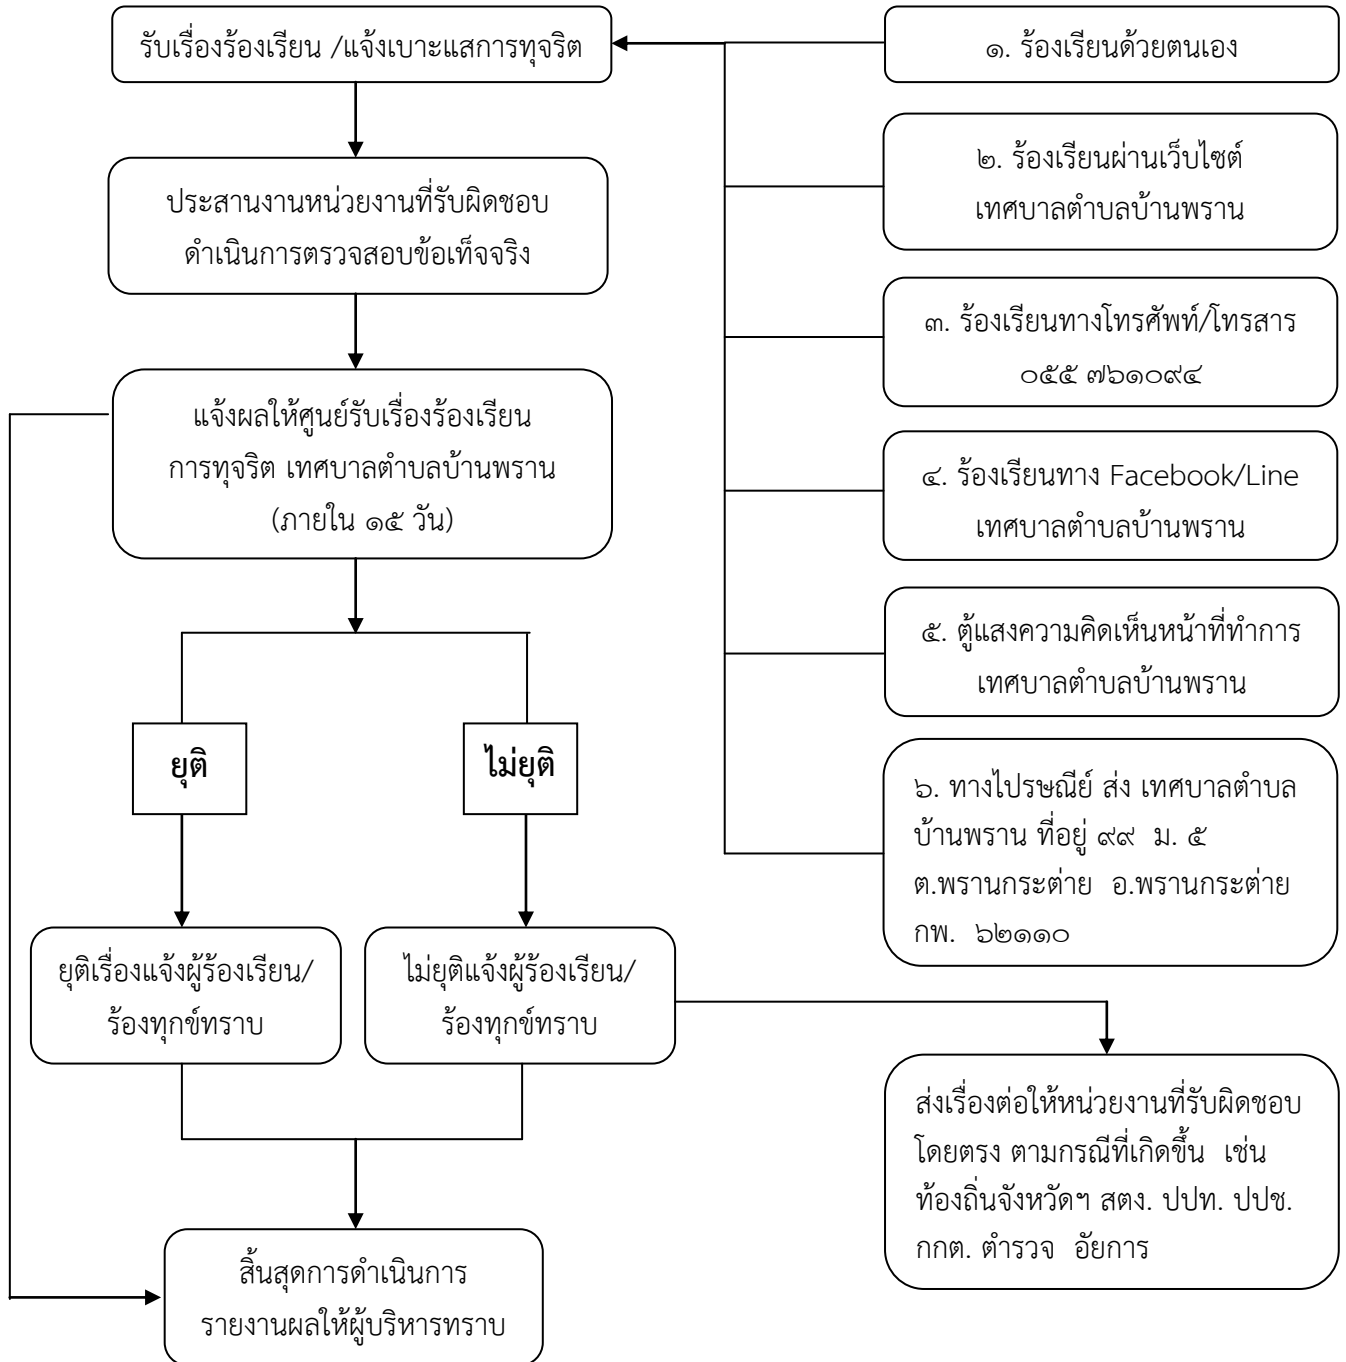 รับเรื่องร้องเรียน /แจ้งเบาะแสการทุจริต
๑. ร้องเรียนด้วยตนเอง
๒. ร้องเรียนผ่านเว็บไซต์
เทศบาลตำบลบ้านพราน
ประสานงานหน่วยงานที่รับผิดชอบ
ดำเนินการตรวจสอบข้อเท็จจริง
๓. ร้องเรียนทางโทรศัพท์/โทรสาร
๐๕๕ ๗๖๑๐๙๔
แจ้งผลให้ศูนย์รับเรื่องร้องเรียน
การทุจริต เทศบาลตำบลบ้านพราน
(ภายใน ๑๕ วัน)
๔. ร้องเรียนทาง Facebook/Line
เทศบาลตำบลบ้านพราน
๕. ตู้แสงความคิดเห็นหน้าที่ทำการ
เทศบาลตำบลบ้านพราน
ยุติ
ไม่ยุติ
๖. ทางไปรษณีย์ ส่ง เทศบาลตำบล
บ้านพราน ที่อยู่ ๙๙ ม. ๕
ต.พรานกระต่าย อ.พรานกระต่าย
กพ. ๖๒๑๑๐
ยุติเรื่องแจ้งผู้ร้องเรียน/
ร้องทุกข์ทราบ
ไม่ยุติแจ้งผู้ร้องเรียน/
ร้องทุกข์ทราบ
ส่งเรื่องต่อให้หน่วยงานที่รับผิดชอบ
โดยตรง ตามกรณีที่เกิดขึ้น เช่น
ท้องถิ่นจังหวัดฯ สตง. ปปท. ปปช.
กกต. ตำรวจ อัยการ
สิ้นสุดการดำเนินการ
รายงานผลให้ผู้บริหารทราบ